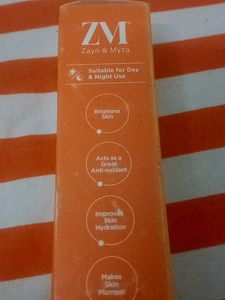 ZM®
Zayn & Myza
Suitable for Day
& Night Use
Brightens
Skin
Acts as a
Great
Anti-oxidant
Improves
Skin
Hydration
Makes
Skin
Plumper